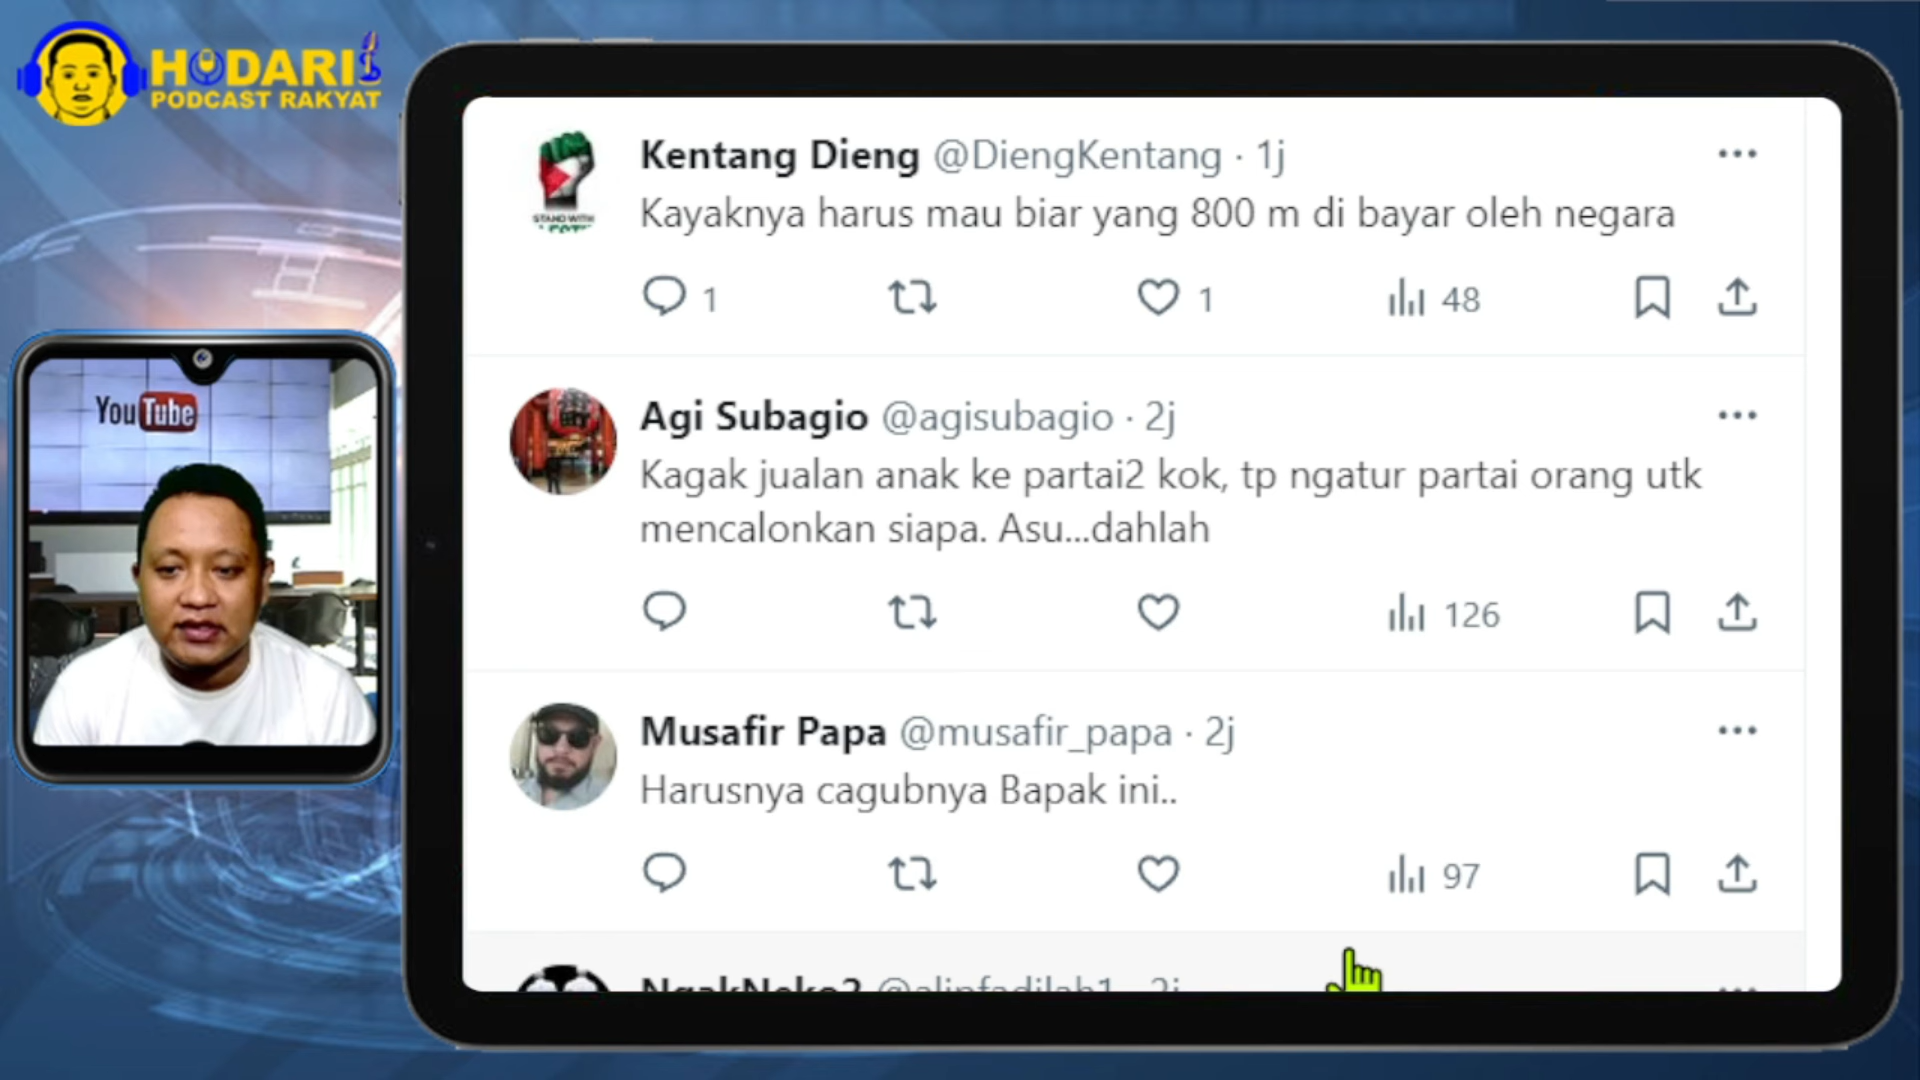 HODARI
PODCAST RAKYAT
YouTube
Kentang Dieng @DiengKentang · 1j
STAND WITH
Kayaknya harus mau biar yang 800 m di bayar oleh negara
1 1 48
Agi Subagio @agisubagio · 2j
Kagak jualan anak ke partai2 kok, tp ngatur partai orang utk
mencalonkan siapa. Asu...dahlah
126
Musafir Papa @musafir_papa · 2j
Harusnya cagubnya Bapak ini..
97